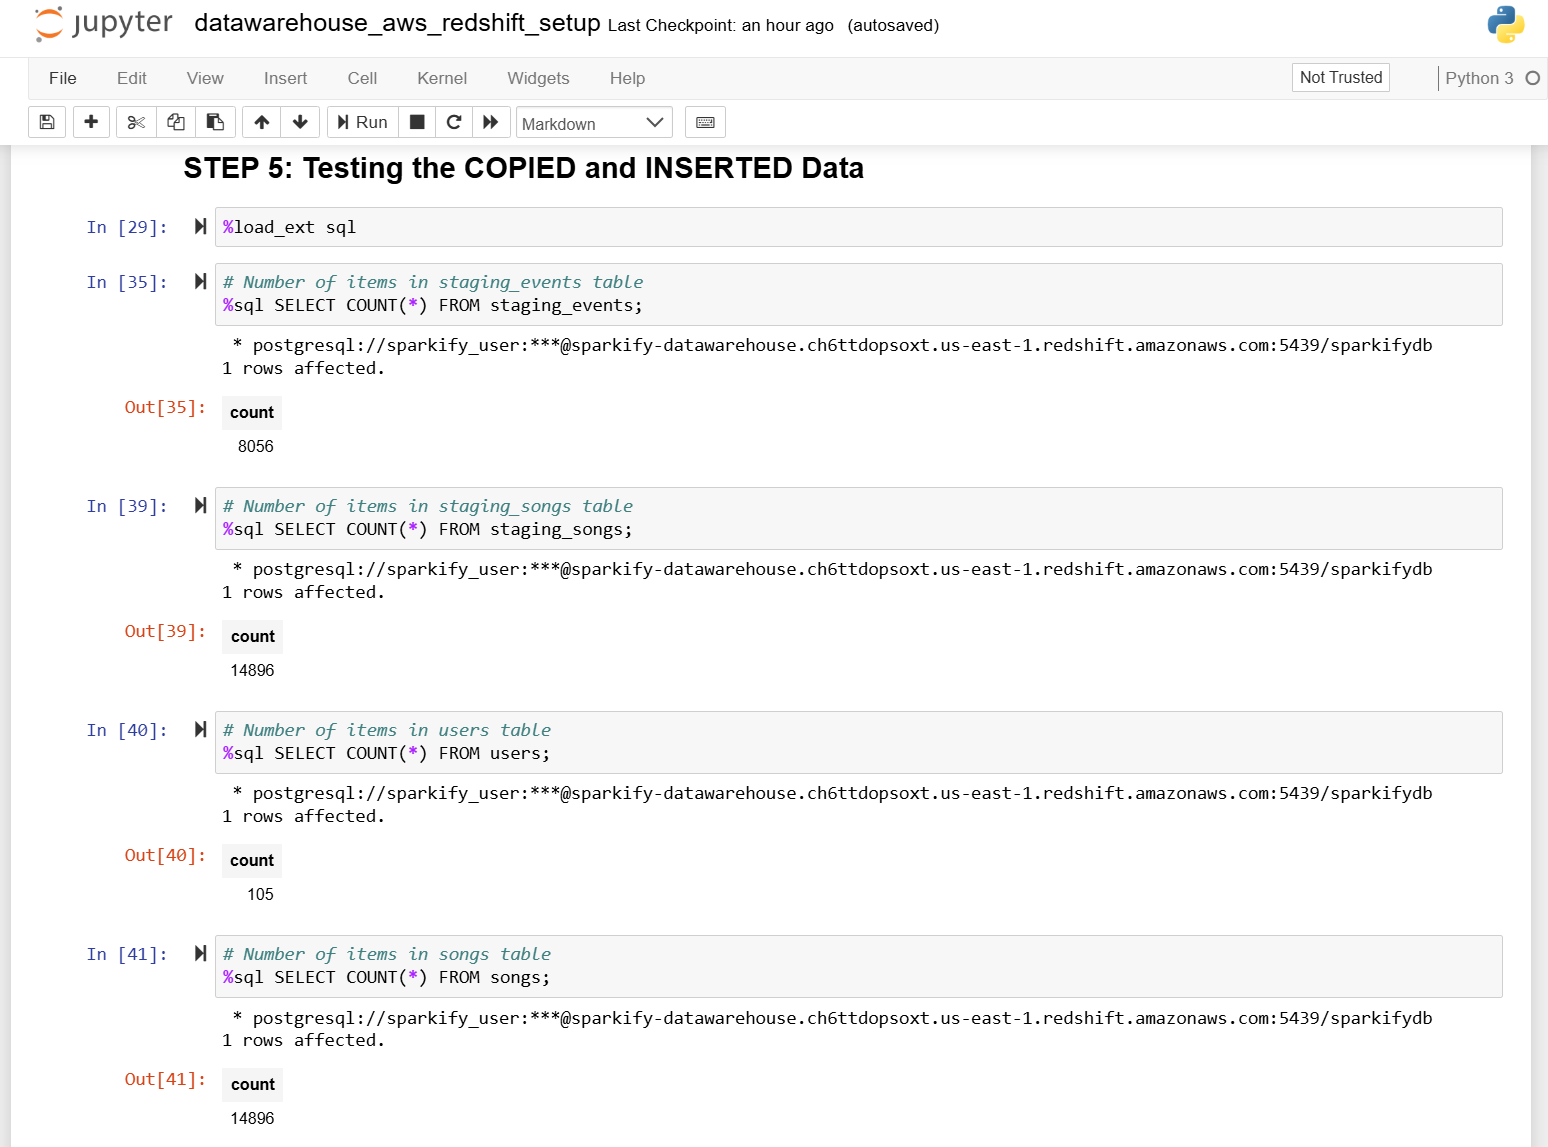 jupyter datawarehouse_aws_redshift_setup Last Checkpoint: an hour ago (autosaved)
File Edit View Insert Cell Kernel Widgets Help Not Trusted Python 3
Run Markdown
STEP 5: Testing the COPIED and INSERTED Data
In [29]: %load_ext sql
In [35]: # Number of items in staging_events table
%sql SELECT COUNT(*) FROM staging_events;
* postgresql://sparkify_user:***@sparkify-datawarehouse.ch6ttdopsoxt.us-east-1.redshift.amazonaws.com:5439/sparkifydb
1 rows affected.
Out[35]: count
8056
In [39]: # Number of items in staging_songs table
%sql SELECT COUNT(*) FROM staging_songs;
* postgresql://sparkify_user:***@sparkify-datawarehouse.ch6ttdopsoxt.us-east-1.redshift.amazonaws.com:5439/sparkifydb
1 rows affected.
Out[39]: count
14896
In [40]: # Number of items in users table
%sql SELECT COUNT(*) FROM users;
* postgresql://sparkify_user:***@sparkify-datawarehouse.ch6ttdopsoxt.us-east-1.redshift.amazonaws.com:5439/sparkifydb
1 rows affected.
Out[40]: count
105
In [41]: # Number of items in songs table
%sql SELECT COUNT(*) FROM songs;
* postgresql://sparkify_user:***@sparkify-datawarehouse.ch6ttdopsoxt.us-east-1.redshift.amazonaws.com:5439/sparkifydb
1 rows affected.
Out[41]: count
14896